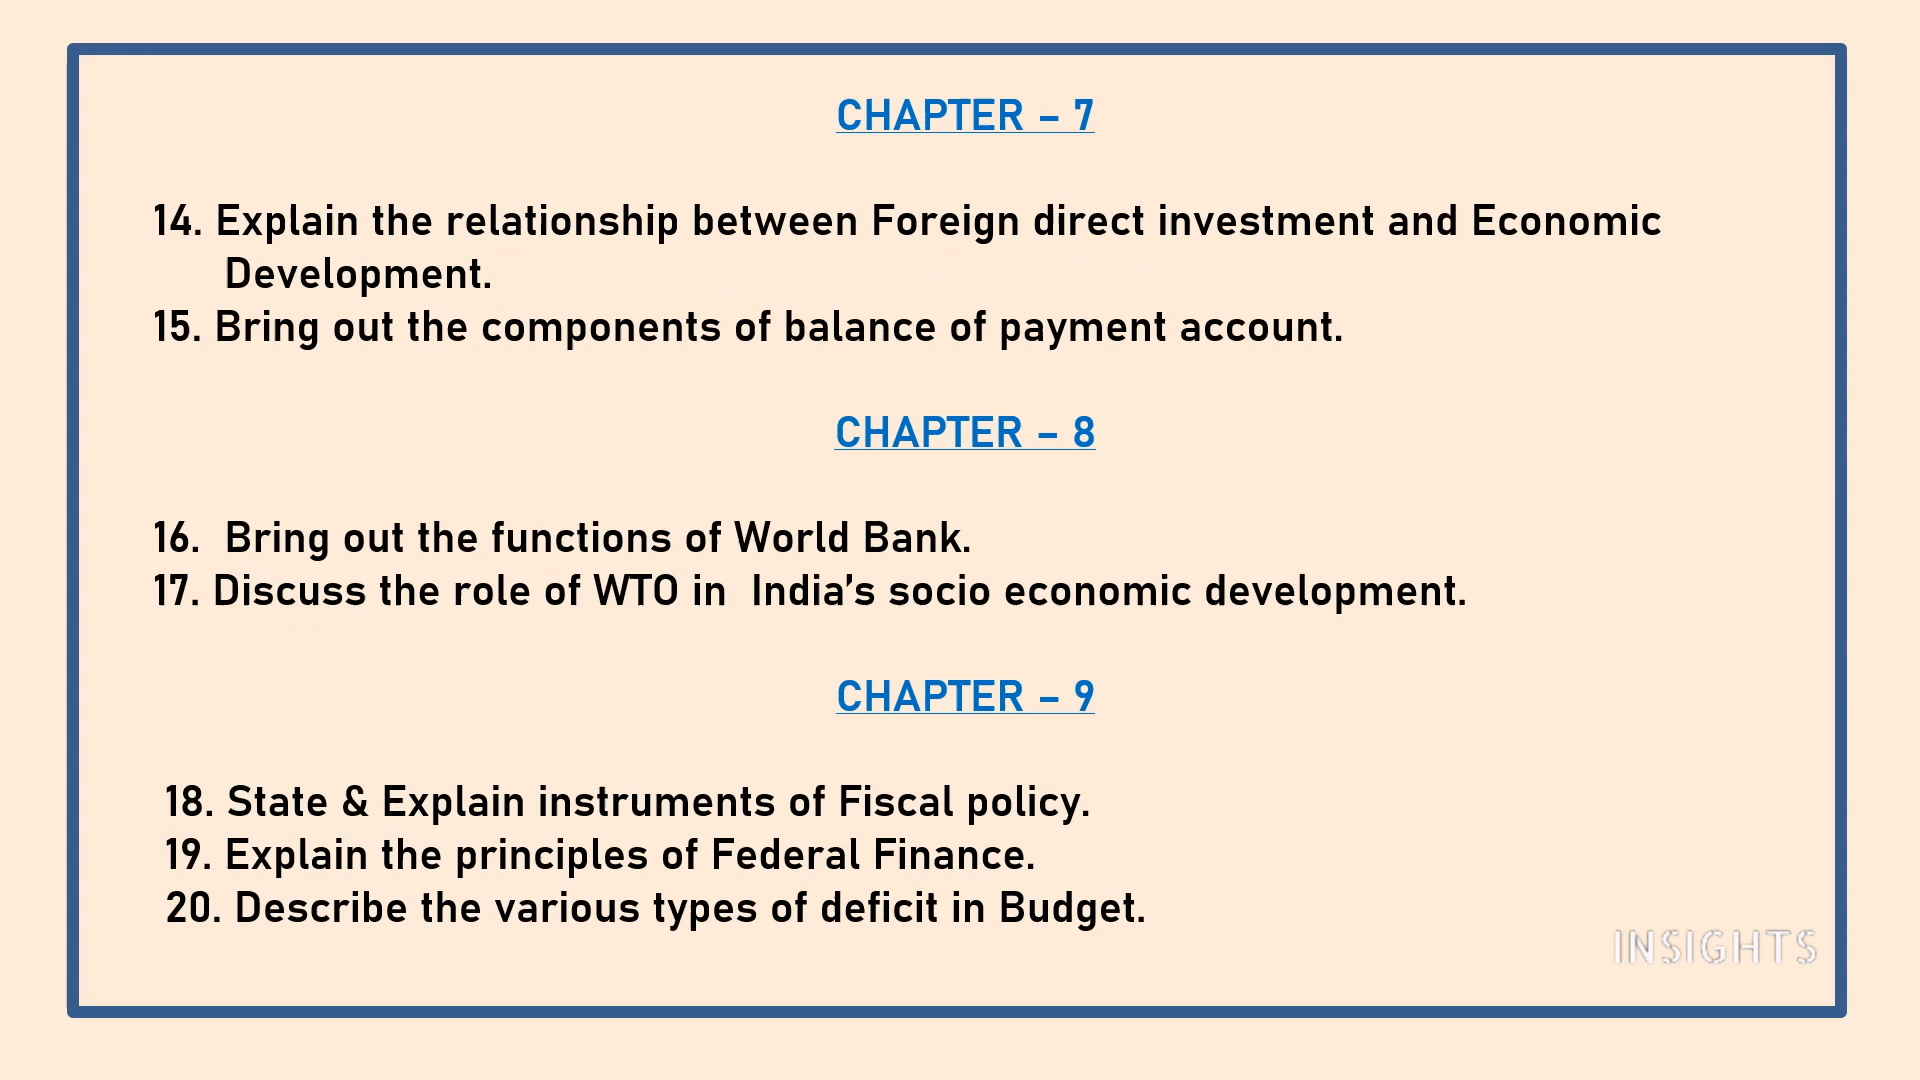 CHAPTER – 7
14. Explain the relationship between Foreign direct investment and Economic
Development.
15. Bring out the components of balance of payment account.
CHAPTER – 8
16. Bring out the functions of World Bank.
17. Discuss the role of WTO in India's socio economic development.
CHAPTER – 9
18. State & Explain instruments of Fiscal policy.
19. Explain the principles of Federal Finance.
20. Describe the various types of deficit in Budget.
INSIGHTS